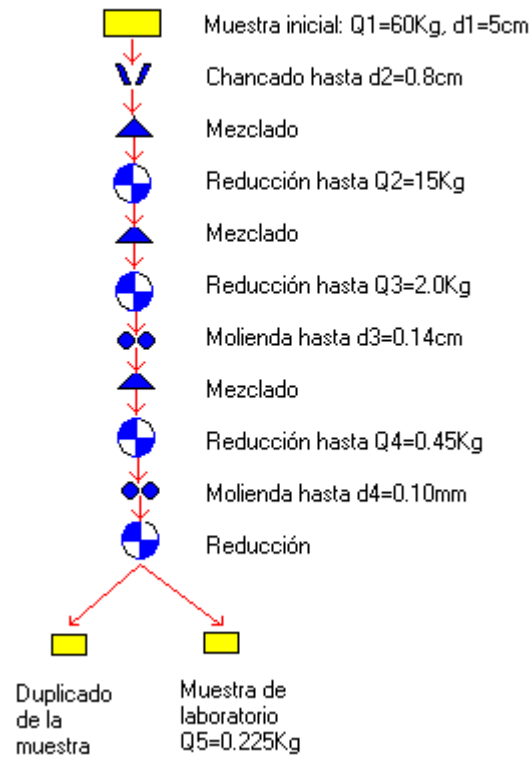 Muestra inicial: Q1=60Kg, d1=5cm
Chancado hasta d2=0.8cm
Mezclado
Reducción hasta Q2=15Kg
Mezclado
Reducción hasta Q3=2.0Kg
Molienda hasta d3=0.14cm
Mezclado
Reducción hasta Q4=0.45Kg
Molienda hasta d4=0.10mm
Reducción
Duplicado
de la
muestra
Muestra de
laboratorio
Q5=0.225Kg